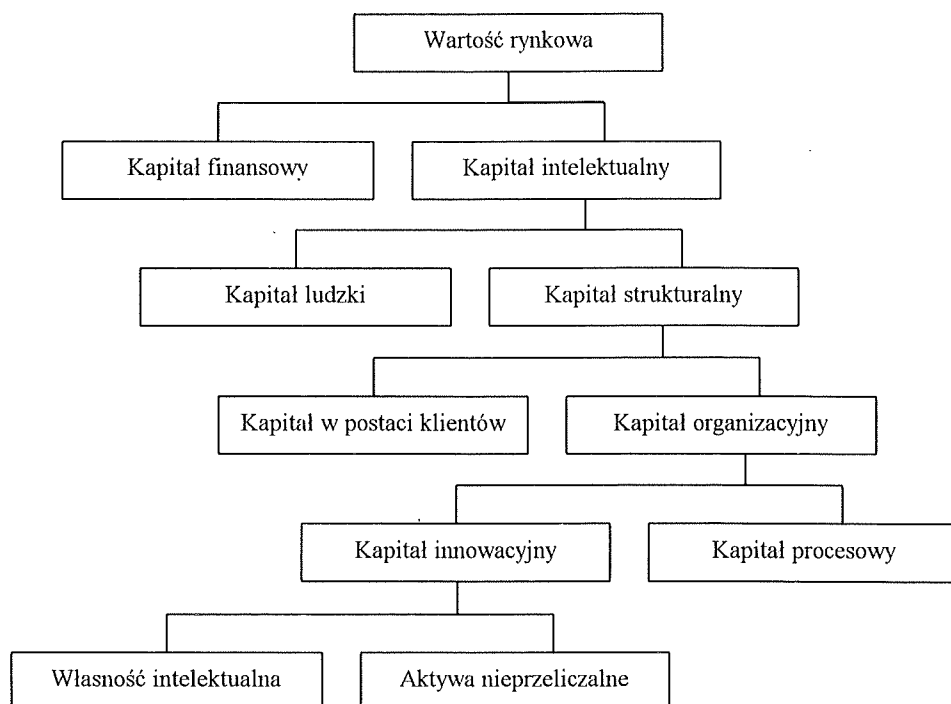 Wartość rynkowa
Kapitał finansowy
Kapitał intelektualny
Kapitał ludzki
Kapitał strukturalny
Kapitał w postaci klientów
Kapitał organizacyjny
Kapitał innowacyjny
Kapitał procesowy
Własność intelektualna
Aktywa nieprzeliczalne